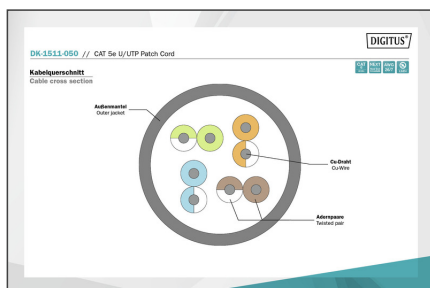 DIGITUS®
DK-1511-050 // CAT 5e U/UTP Patch Cord
Kabelquerschnitt
Cable cross section
Außenmantel
Outer jacket
Cu-Draht
Cu-Wire
Adernpaare
Twisted pair